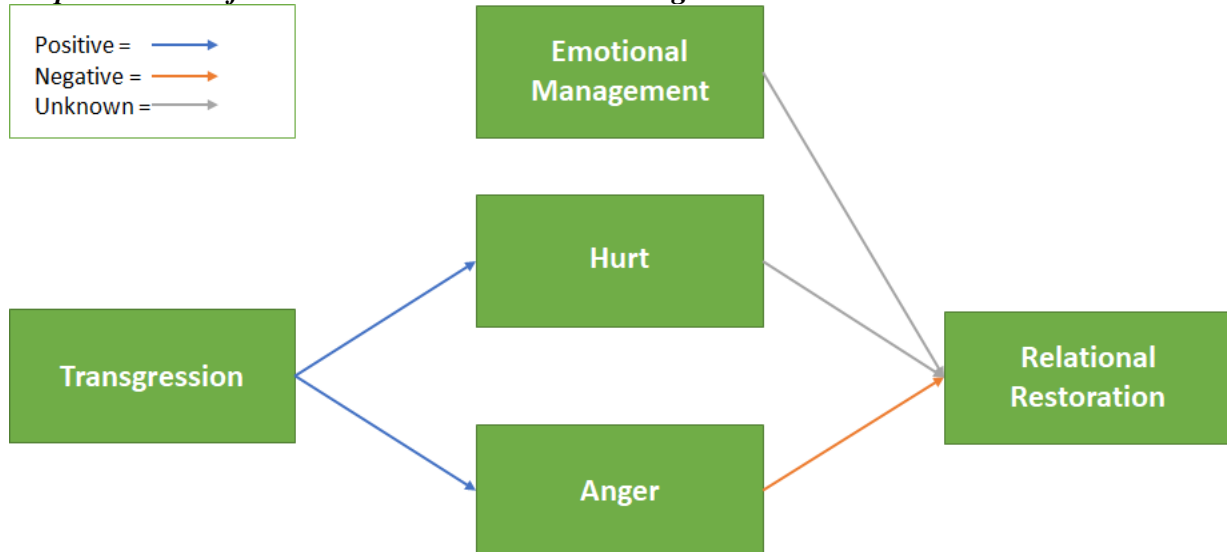 Positive =
Negative =
Unknown =
Emotional
Management
Hurt
Transgression
Relational
Restoration
Anger